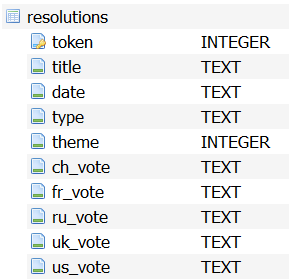 resolutions
token INTEGER
title TEXT
date TEXT
type TEXT
theme INTEGER
ch_vote TEXT
fr_vote TEXT
ru_vote TEXT
uk_vote TEXT
us_vote TEXT